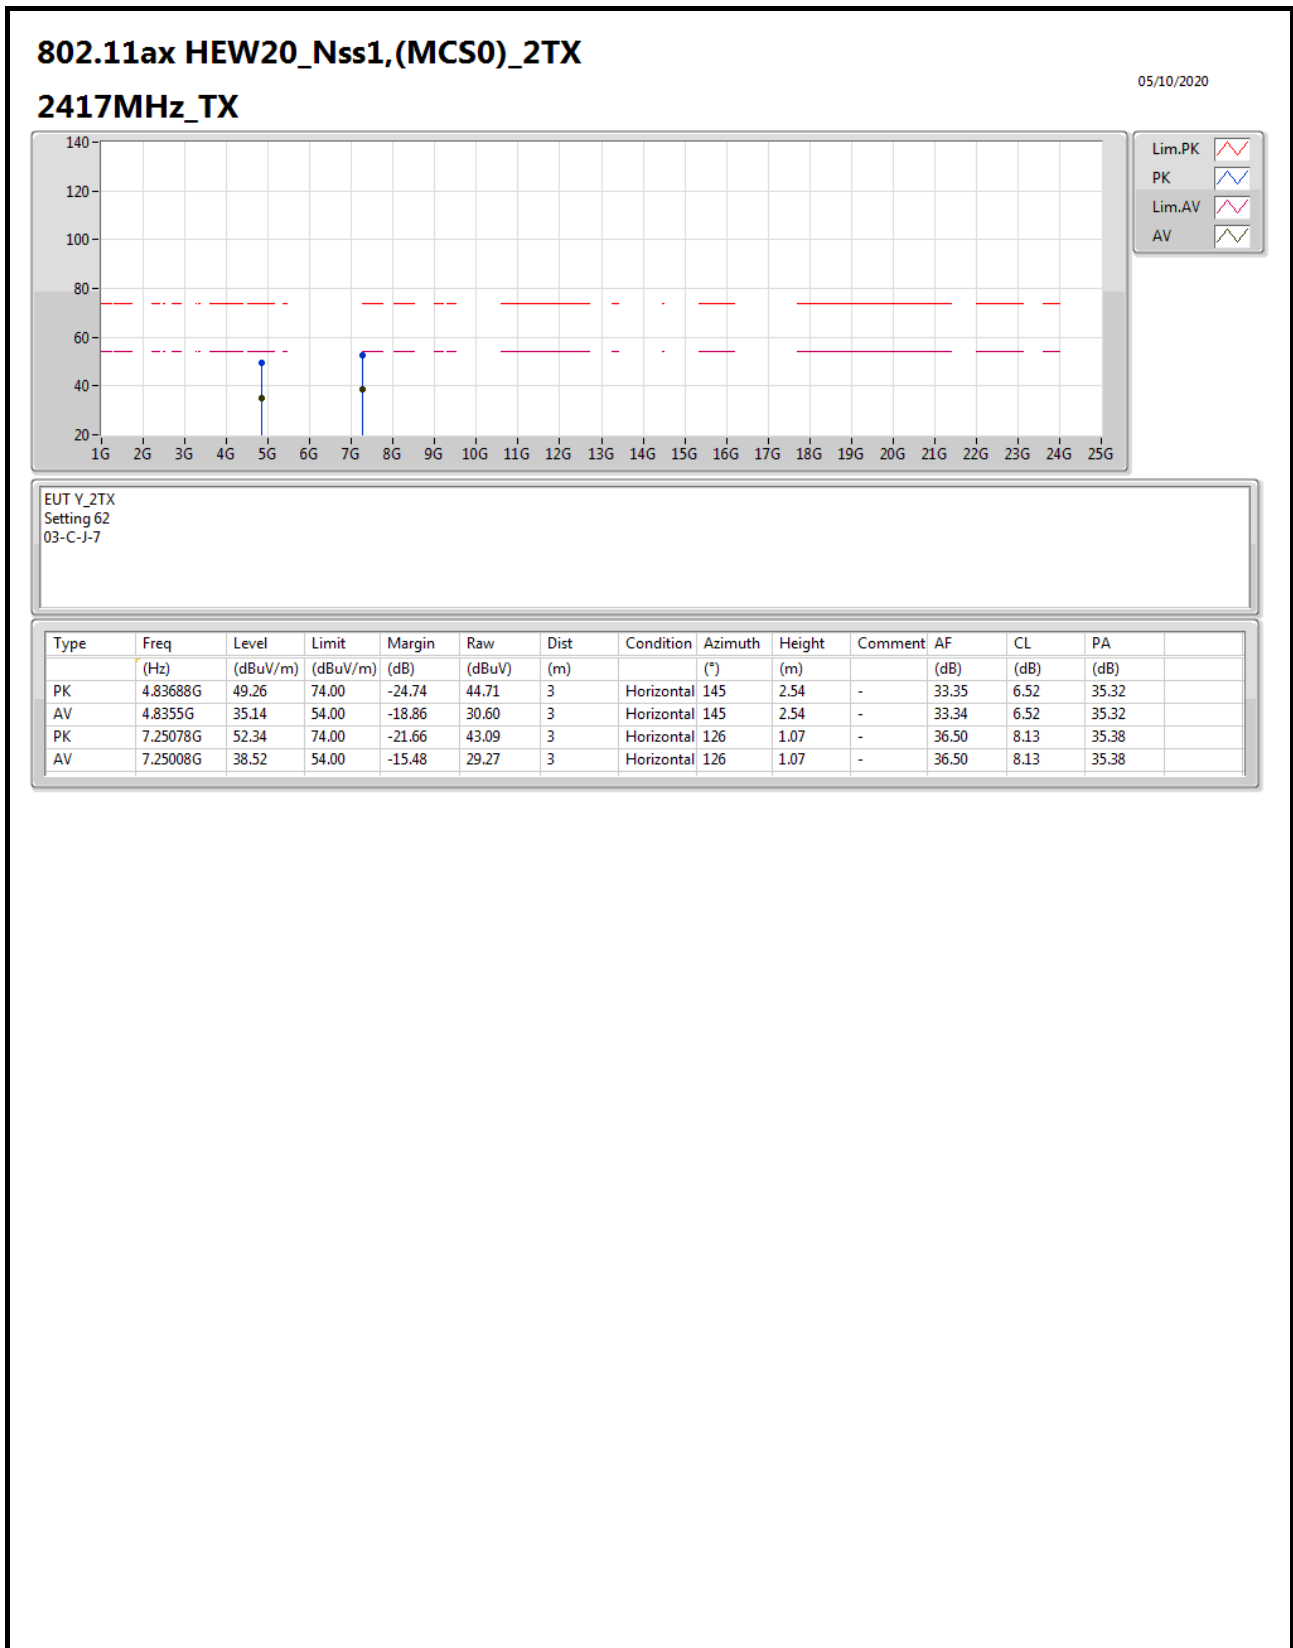 802.11ax HEW20_Nss1,(MCS0)_2TX
05/10/2020
2417MHz_TX
140
120
100
80
60
40
20
1G 2G 3G 4G 5G 6G 7G 8G 9G 10G 11G 12G 13G 14G 15G 16G 17G 18G 19G 20G 21G 22G 23G 24G 25G
Lim.PK
PK
Lim.AV
AV
EUT Y_2TX
Setting 62
03-C-J-7
Type Freq Level Limit Margin Raw Dist Condition Azimuth Height Comment AF CL PA
(Hz) (dBuV/m) (dBuV/m) (dB) (dBuV) (m) (°) (m) (dB) (dB) (dB)
PK 4.83688G 49.26 74.00 -24.74 44.71 3 Horizontal 145 2.54 - 33.35 6.52 35.32
AV 4.8355G 35.14 54.00 -18.86 30.60 3 Horizontal 145 2.54 - 33.34 6.52 35.32
PK 7.25078G 52.34 74.00 -21.66 43.09 3 Horizontal 126 1.07 - 36.50 8.13 35.38
AV 7.25008G 38.52 54.00 -15.48 29.27 3 Horizontal 126 1.07 - 36.50 8.13 35.38